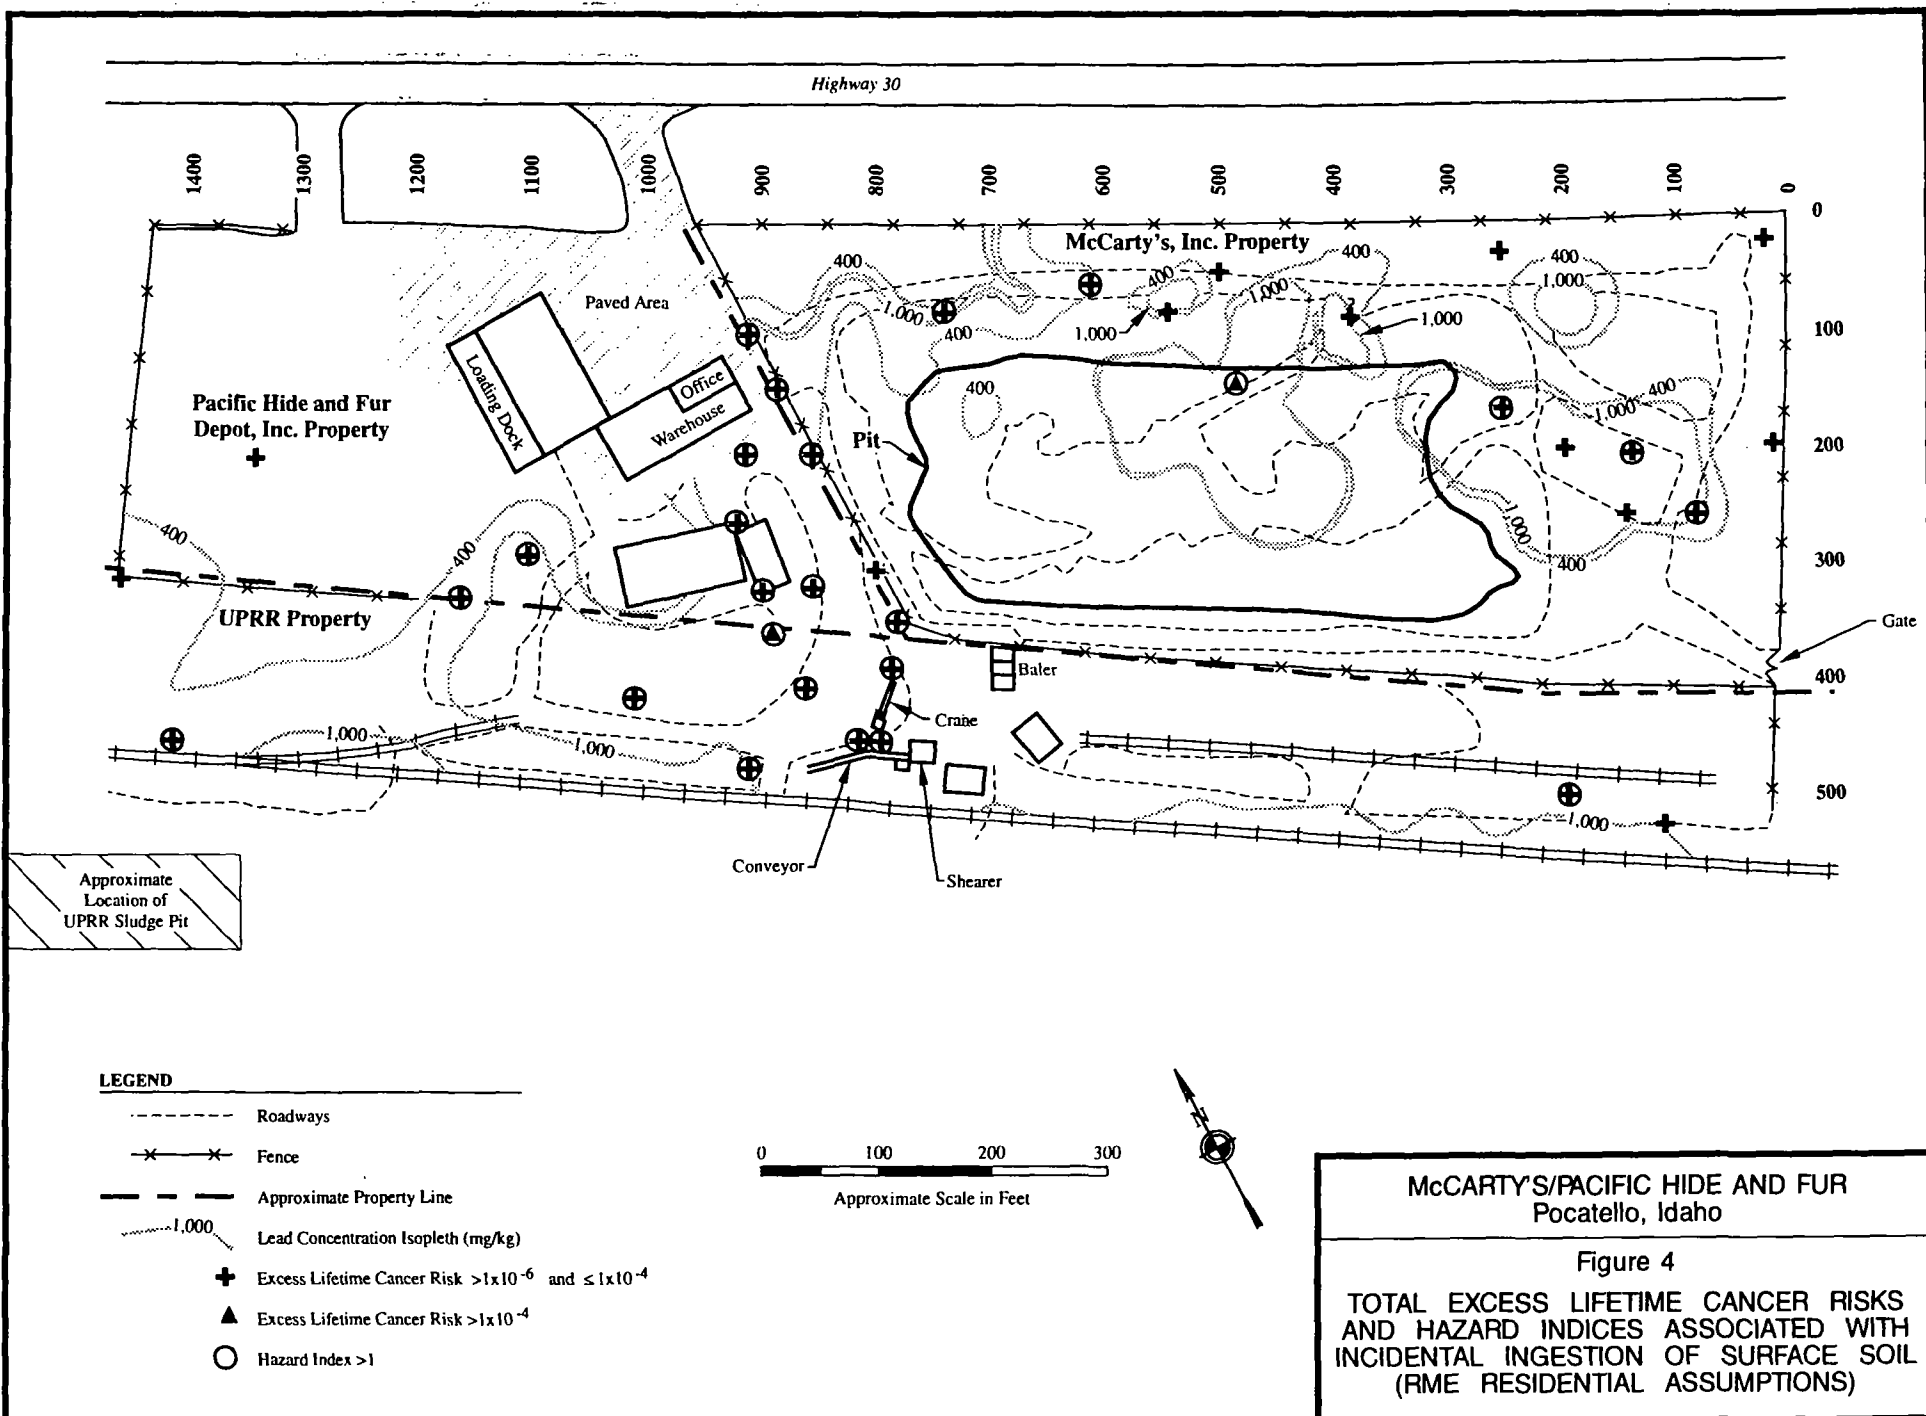 Highway 30
1400
1300
1200
1100
1000
900
800
700
600
500
400
300
200
100
0
0
100
200
300
400
500
McCarty's, Inc. Property
400
400
400
400
1,000
1,000
1,000
400
1,000
1,000
Paved Area
Loading Dock
Office
Warehouse
Pacific Hide and Fur
Depot, Inc. Property
Pit
400
400
1,000
1,000
400
400
400
UPRR Property
Gate
Baler
Crane
1,000
1,000
1,000
Conveyor
Shearer
Approximate
Location of
UPRR Sludge Pit
LEGEND
Roadways
Fence
Approximate Property Line
1,000
Lead Concentration Isopleth (mg/kg)
Excess Lifetime Cancer Risk >1x10-6 and ≤1x10-4
Excess Lifetime Cancer Risk >1x10-4
Hazard Index >1
0 100 200 300
Approximate Scale in Feet
N
McCARTY'S/PACIFIC HIDE AND FUR
Pocatello, Idaho
Figure 4
TOTAL EXCESS LIFETIME CANCER RISKS
AND HAZARD INDICES ASSOCIATED WITH
INCIDENTAL INGESTION OF SURFACE SOIL
(RME RESIDENTIAL ASSUMPTIONS)